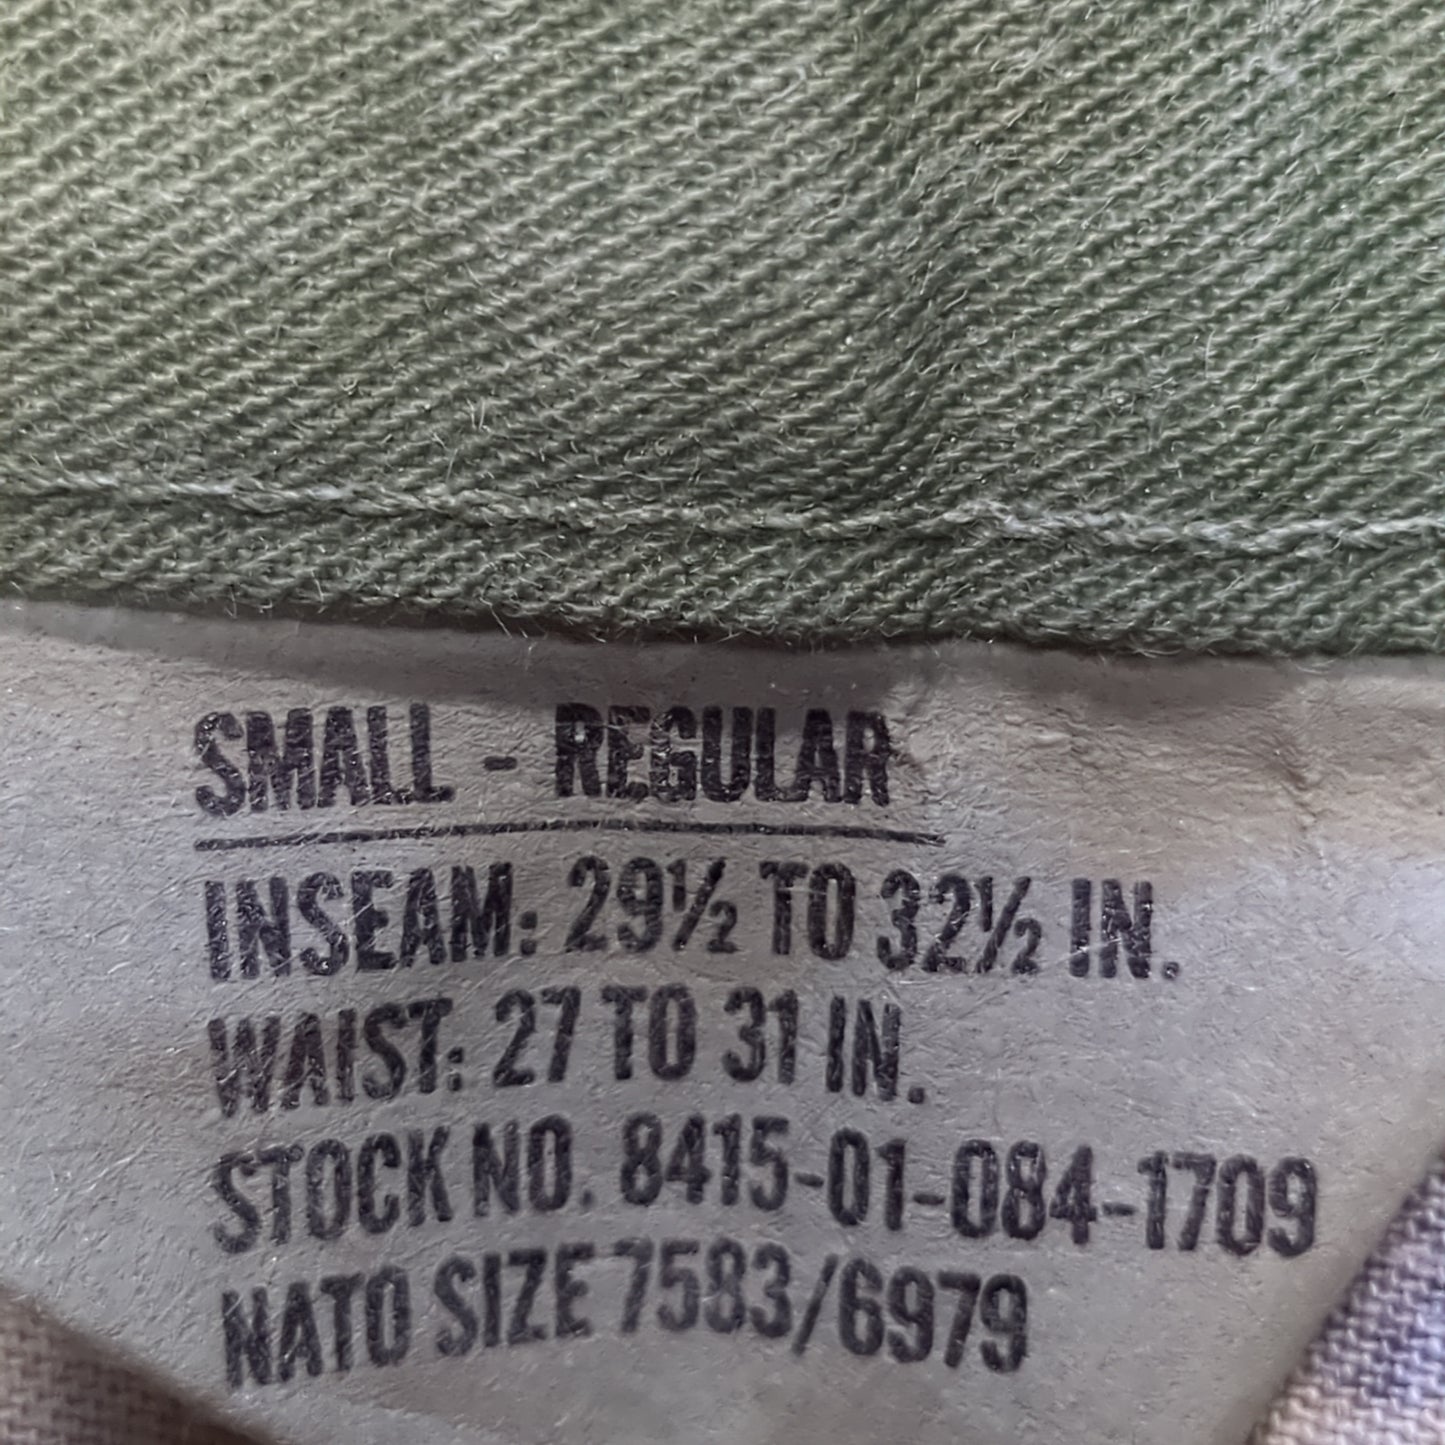 SMALL - REGULAR
INSEAM: 29½ TO 32½ IN.
WAIST: 27 TO 31 IN.
STOCK NO. 8415-01-084-1709
NATO SIZE 7583/6979